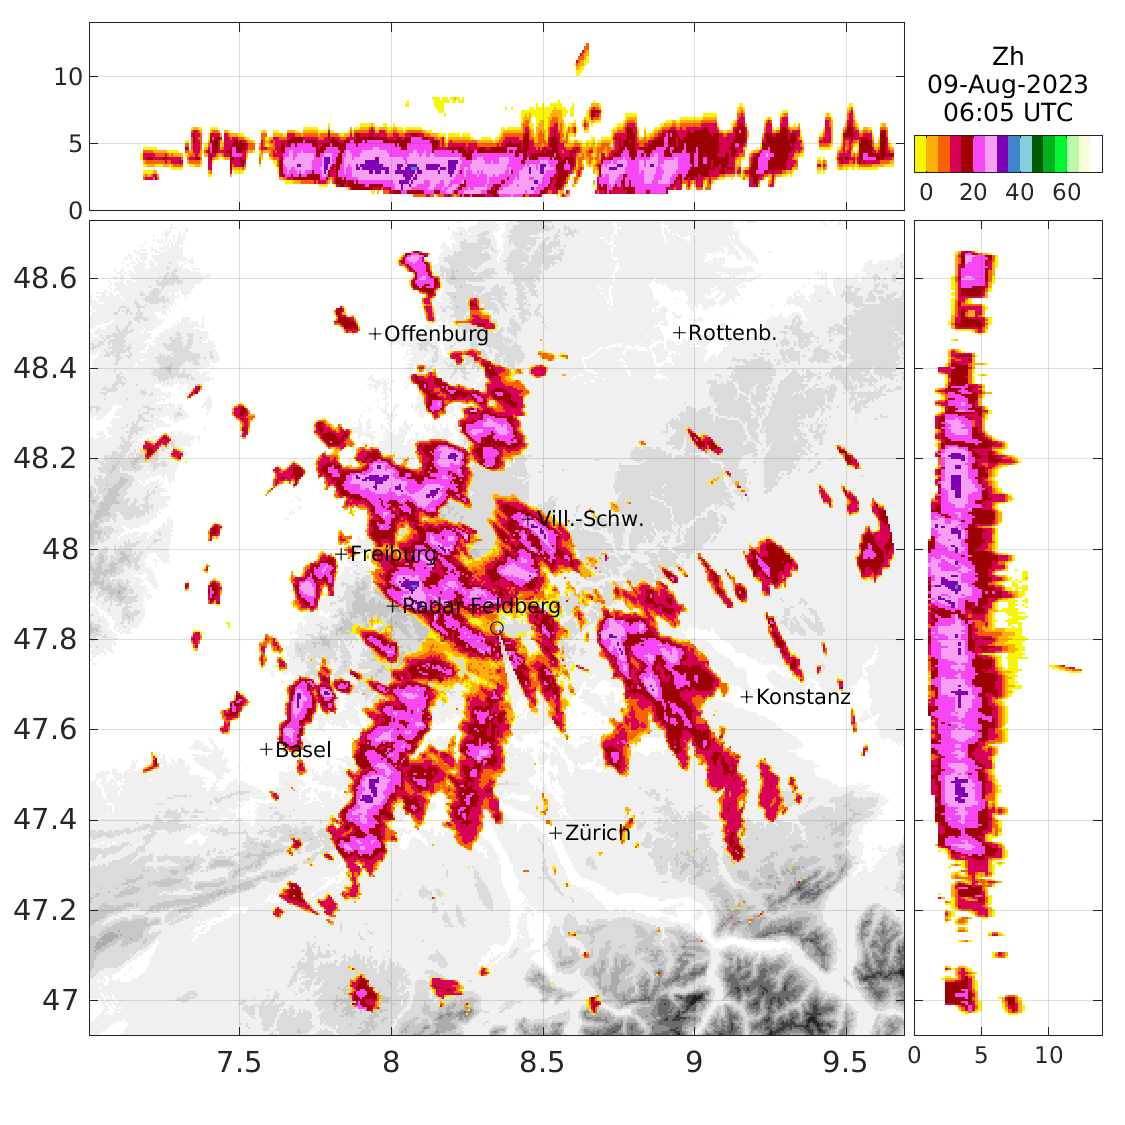 Zh
09-Aug-2023
06:05 UTC
0 20 40 60
10
5
0
48.6
48.4
48.2
48
47.8
47.6
47.4
47.2
47
+Offenburg
+Rottenb.
+Vill.-Schw.
+Freiburg
+Radar Feldberg
+Konstanz
+Basel
+Zürich
7.5 8 8.5 9 9.5
0 5 10